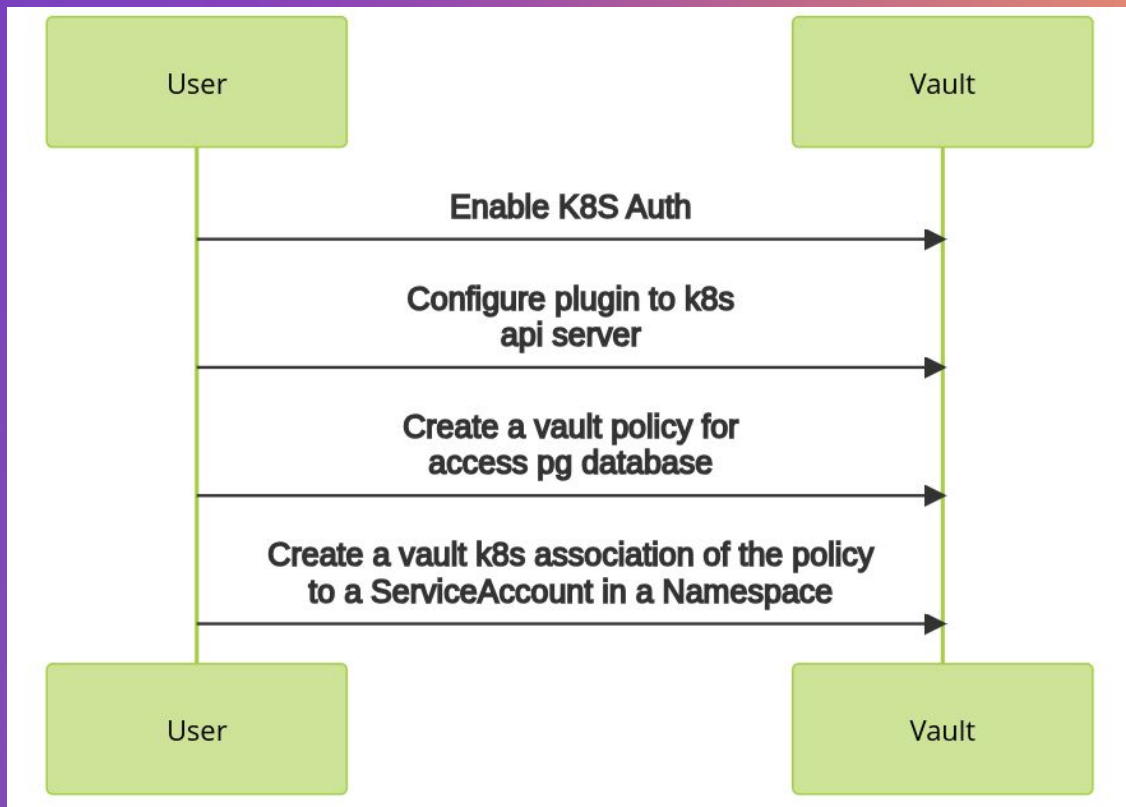 User
Vault
Enable K8S Auth
Configure plugin to k8s
api server
Create a vault policy for
access pg database
Create a vault k8s association of the policy
to a ServiceAccount in a Namespace
User
Vault